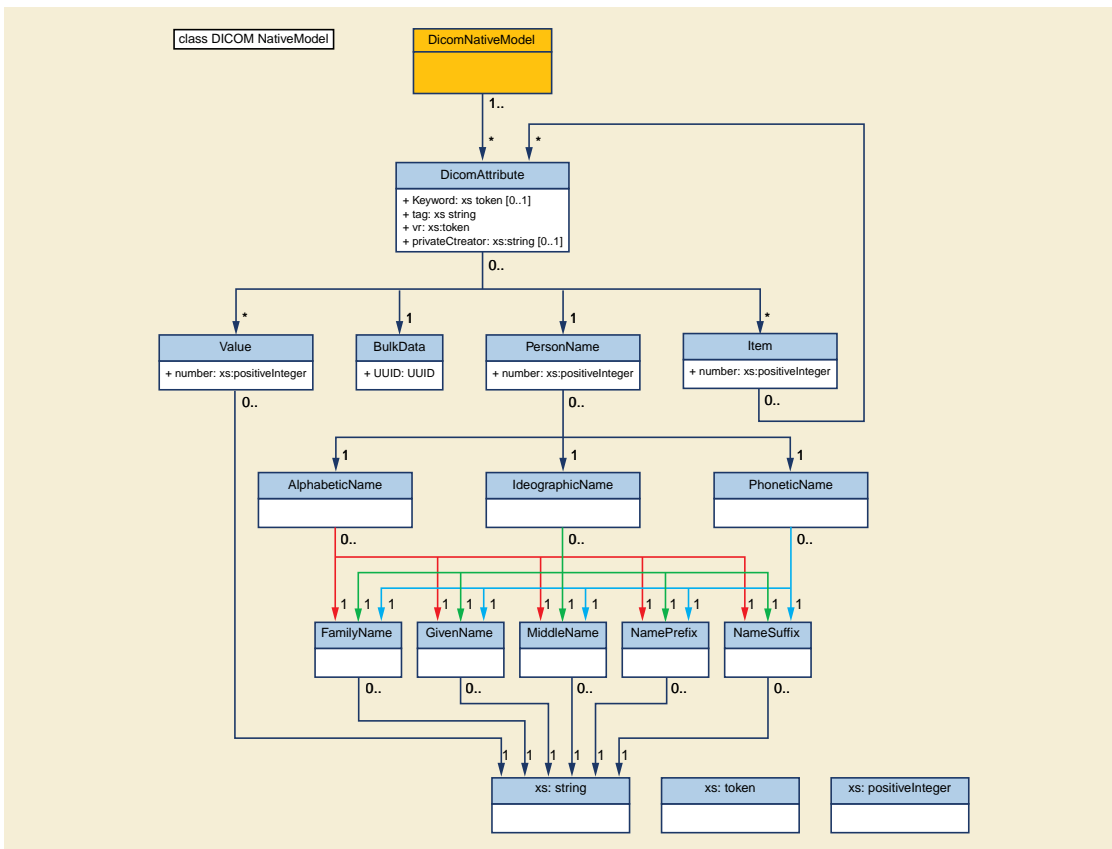 class DICOM NativeModel
DicomNativeModel
1..
* *
DicomAttribute
+ Keyword: xs token [0..1]
+ tag: xs string
+ vr: xs:token
+ privateCtreator: xs:string [0..1]
0..
* 1 1 *
Value BulkData PersonName Item
+ number: xs:positiveInteger + UUID: UUID + number: xs:positiveInteger + number: xs:positiveInteger
0.. 0.. 0..
1 1 1
AlphabeticName IdeographicName PhoneticName
0.. 0.. 0..
1 1 1 1 1 1 1 1 1 1 1 1 1 1 1
FamilyName GivenName MiddleName NamePrefix NameSuffix
0.. 0.. 0.. 0.. 0..
1 1 1 1 1 1
xs: string xs: token xs: positiveInteger